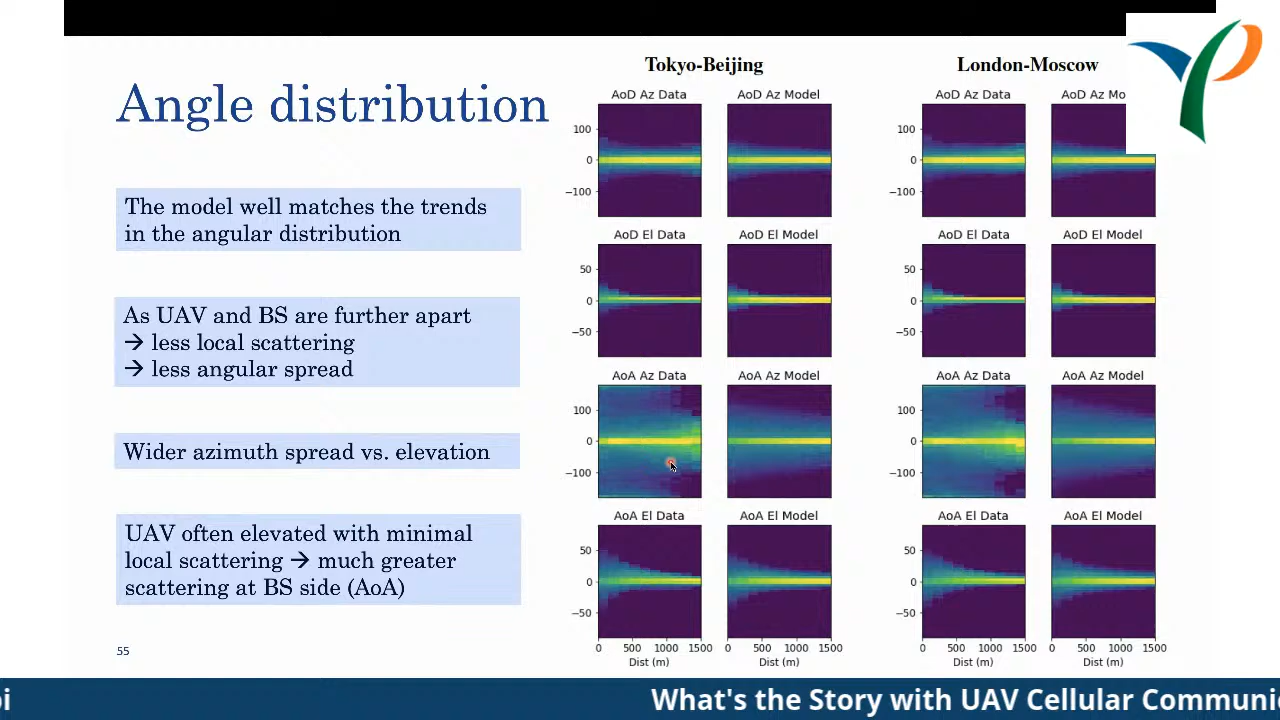 Angle distribution
The model well matches the trends
in the angular distribution
As UAV and BS are further apart
→ less local scattering
→ less angular spread
Wider azimuth spread vs. elevation
UAV often elevated with minimal
local scattering → much greater
scattering at BS side (AoA)
55
Tokyo-Beijing
London-Moscow
AoD Az Data
AoD Az Model
AoD Az Data
AoD Az Mo
100
0
−100
100
0
−100
AoD El Data
AoD El Model
AoD El Data
AoD El Model
50
0
−50
50
0
−50
AoA Az Data
AoA Az Model
AoA Az Data
AoA Az Model
100
0
−100
100
0
−100
AoA El Data
AoA El Model
AoA El Data
AoA El Model
50
0
−50
50
0
−50
0 500 1000 1500
0 500 1000 1500
0 500 1000 1500
0 500 1000 1500
Dist (m)
Dist (m)
Dist (m)
Dist (m)
oi
What's the Story with UAV Cellular Communi